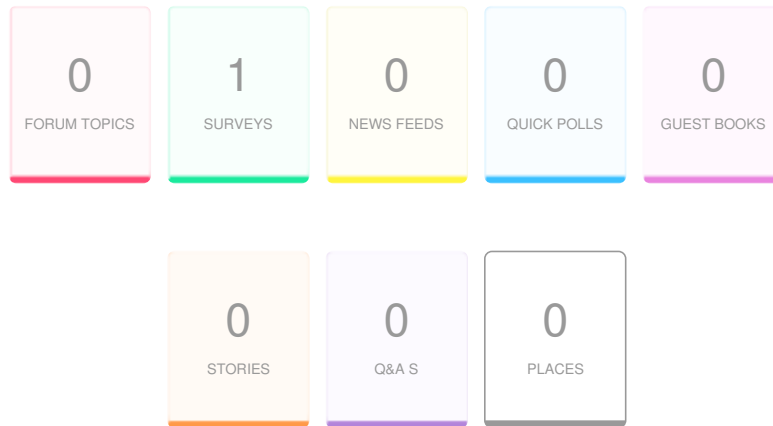 0 1 0 0 0
FORUM TOPICS SURVEYS NEWS FEEDS QUICK POLLS GUEST BOOKS
0 0 0
STORIES Q&A S PLACES